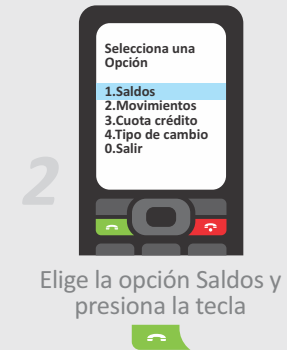 Selecciona una
Opción
1.Saldos
2.Movimientos
3.Cuota crédito
4.Tipo de cambio
0.Salir
2
Elige la opción Saldos y
presiona la tecla